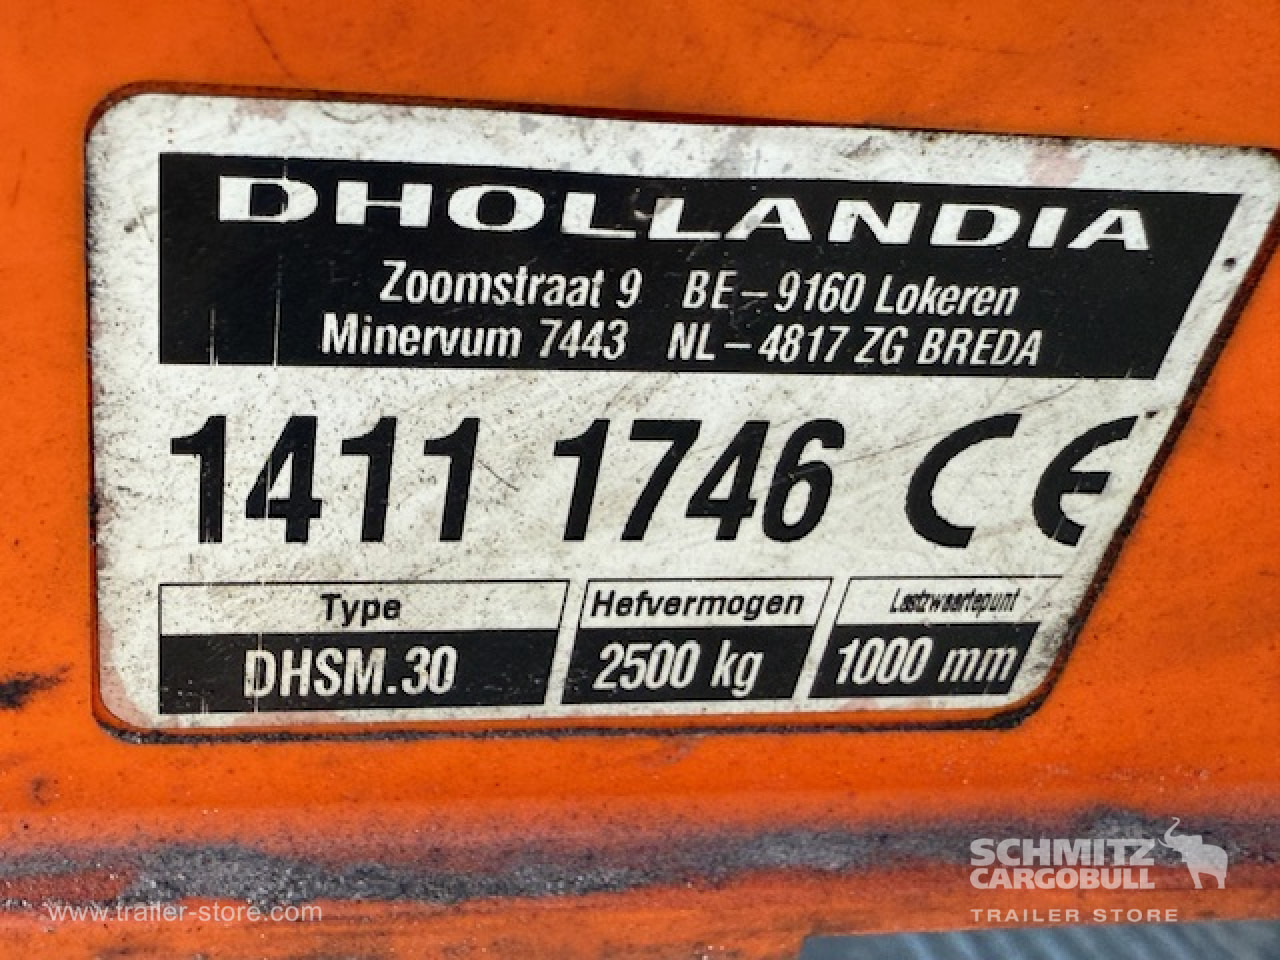 DHOLLANDIA
Zoomstraat 9 BE-9160 Lokeren
Minervum 7443 NL-4817 ZG BREDA
1411 1746 CE
Type Hefvermogen Lastzwaartepunt
DHSM.30 2500 kg 1000 mm
SCHMITZ
CARGOBULL
TRAILER STORE
www.trailer-store.com